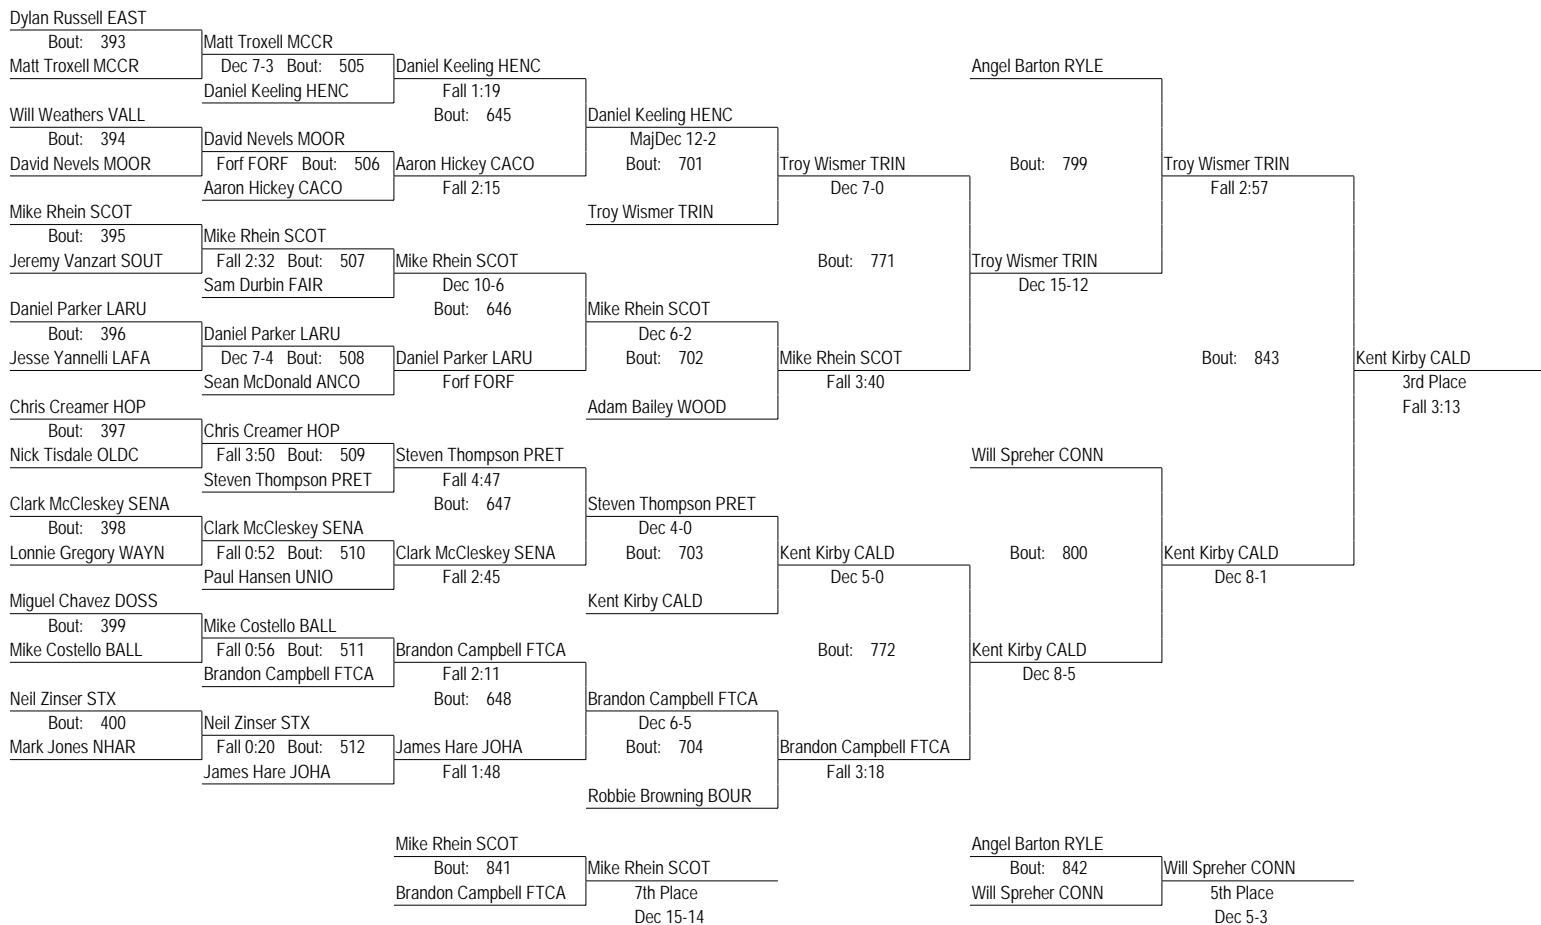 Dylan Russell EAST
Bout: 393
Matt Troxell MCCR
Matt Troxell MCCR
Dec 7-3 Bout: 505
Daniel Keeling HENC
Daniel Keeling HENC
Fall 1:19
Bout: 645
Angel Barton RYLE
Will Weathers VALL
Bout: 394
David Nevels MOOR
David Nevels MOOR
Forf FORF Bout: 506
Aaron Hickey CACO
Aaron Hickey CACO
Fall 2:15
Daniel Keeling HENC
MajDec 12-2
Bout: 701
Troy Wismer TRIN
Troy Wismer TRIN
Dec 7-0
Bout: 799
Troy Wismer TRIN
Fall 2:57
Mike Rhein SCOT
Bout: 395
Jeremy Vanzart SOUT
Mike Rhein SCOT
Fall 2:32 Bout: 507
Sam Durbin FAIR
Mike Rhein SCOT
Dec 10-6
Bout: 646
Bout: 771
Troy Wismer TRIN
Dec 15-12
Daniel Parker LARU
Bout: 396
Jesse Yannelli LAFA
Daniel Parker LARU
Dec 7-4 Bout: 508
Sean McDonald ANCO
Daniel Parker LARU
Forf FORF
Mike Rhein SCOT
Dec 6-2
Bout: 702
Adam Bailey WOOD
Mike Rhein SCOT
Fall 3:40
Bout: 843
Kent Kirby CALD
3rd Place
Fall 3:13
Chris Creamer HOP
Bout: 397
Nick Tisdale OLDC
Chris Creamer HOP
Fall 3:50 Bout: 509
Steven Thompson PRET
Steven Thompson PRET
Fall 4:47
Bout: 647
Will Spreher CONN
Clark McCleskey SENA
Bout: 398
Lonnie Gregory WAYN
Clark McCleskey SENA
Fall 0:52 Bout: 510
Paul Hansen UNIO
Clark McCleskey SENA
Fall 2:45
Steven Thompson PRET
Dec 4-0
Bout: 703
Kent Kirby CALD
Kent Kirby CALD
Dec 5-0
Bout: 800
Kent Kirby CALD
Dec 8-1
Miguel Chavez DOSS
Bout: 399
Mike Costello BALL
Mike Costello BALL
Fall 0:56 Bout: 511
Brandon Campbell FTCA
Brandon Campbell FTCA
Fall 2:11
Bout: 648
Bout: 772
Kent Kirby CALD
Dec 8-5
Neil Zinser STX
Bout: 400
Mark Jones NHAR
Neil Zinser STX
Fall 0:20 Bout: 512
James Hare JOHA
James Hare JOHA
Fall 1:48
Brandon Campbell FTCA
Dec 6-5
Bout: 704
Robbie Browning BOUR
Brandon Campbell FTCA
Fall 3:18
Mike Rhein SCOT
Bout: 841
Brandon Campbell FTCA
Mike Rhein SCOT
7th Place
Dec 15-14
Angel Barton RYLE
Bout: 842
Will Spreher CONN
Will Spreher CONN
5th Place
Dec 5-3